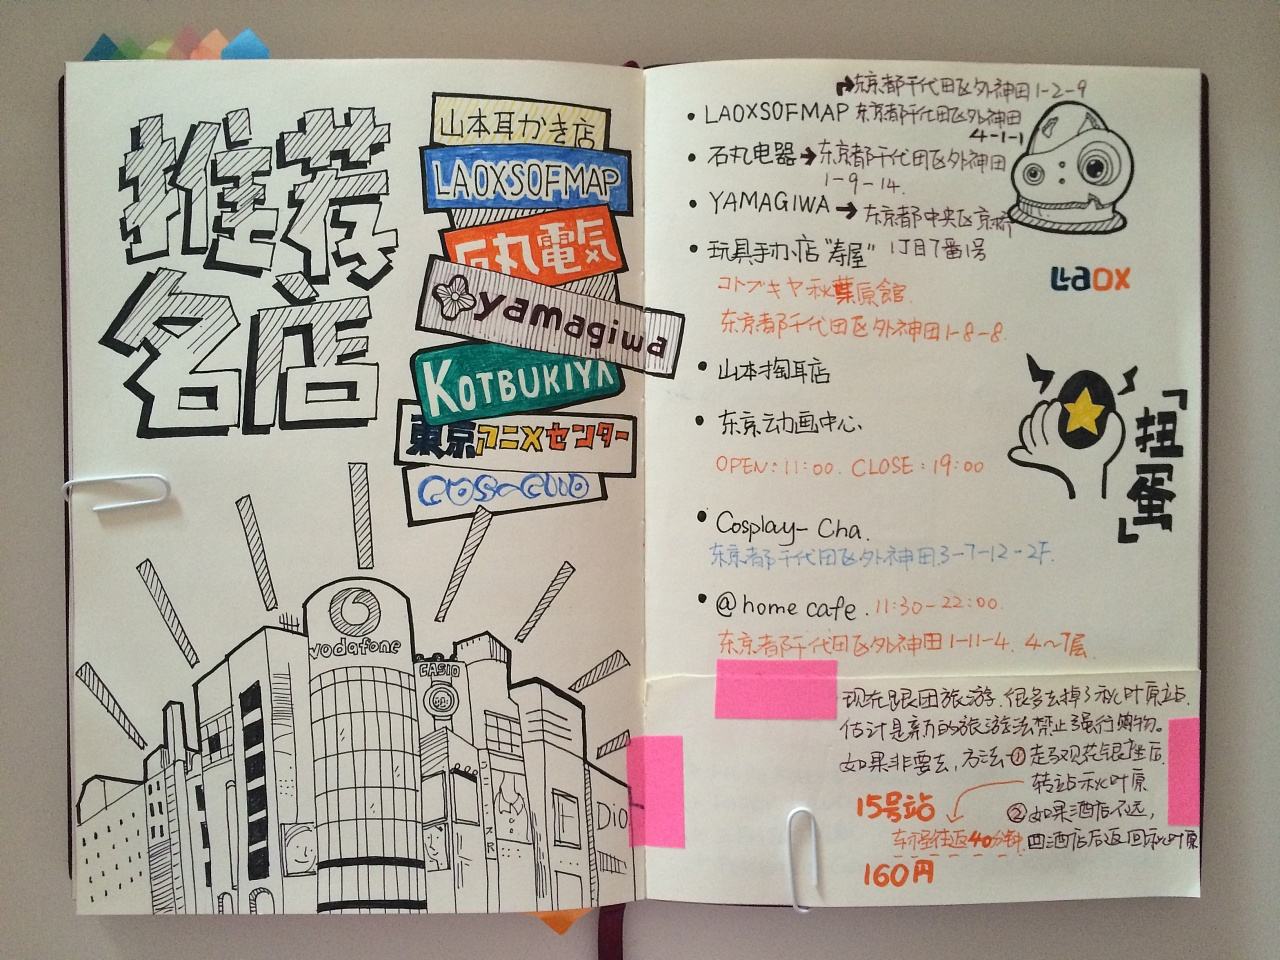 推荐
名店
山本耳かき店
LAOXSOFMAP
石丸電気
yamagiwa
KOTBUKIYA
東京アニメセンター
COS~CHA
vodafone
CASIO
DiO
东京都千代田区外神田1-2-9
LAOXSOFMAP 东京都千代田区外神田
4-1-1
石丸电器→东京都千代田区外神田
1-9-14.
YAMAGIWA → 东京都中央区京桥
玩具手办店"寿屋" 1丁目7番1号
コトブキヤ秋葉原館.
东京都千代田区外神田1-8-8.
山本掏耳店
东京动画中心.
OPEN:11:00. CLOSE:19:00
Cosplay-Cha.
东京都千代田区外神田3-7-12-2F.
@home cafe. 11:30-22:00.
东京都千代田区外神田1-11-4. 4~7层.
LaOX
「扭蛋」
现在跟团旅游.很多去掉了秋叶原站.
估计是新的旅游法禁止强行购物。
如果非要去,方法①走马观花银座后.
转站秋叶原
15号站
②如果酒店不远,
往返40分钟.
回酒店后返回秋叶原
160円